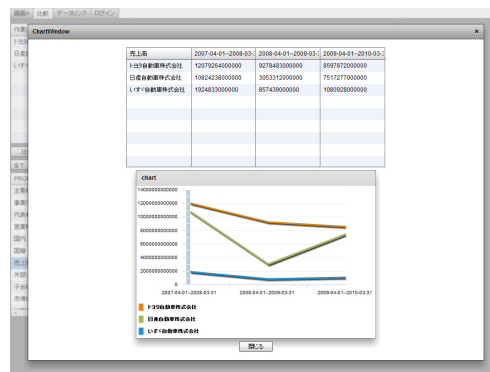 画面A 比較 データリンク ログイン
ChartWindow ×
売上高 2007-04-01~2008-03-3 2008-04-01~2009-03-3 2009-04-01~2010-03-3
トヨタ自動車株式会社 12079264000000 9278483000000 8597872000000
日産自動車株式会社 10824238000000 3053312000000 7517277000000
いすゞ自動車株式会社 1924833000000 857439000000 1080928000000
chart
14000000000000
12000000000000
10000000000000
8000000000000
6000000000000
4000000000000
2000000000000
0
2007-04-01~2008-03-31 2008-04-01~2009-03-31 2009-04-01~2010-03-31
トヨタ自動車株式会社
日産自動車株式会社
いすゞ自動車株式会社
閉じる